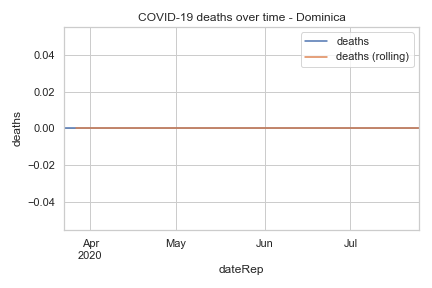 COVID-19 deaths over time - Dominica
deaths
deaths (rolling)
deaths
0.04
0.02
0.00
−0.02
−0.04
Apr
2020
May
Jun
Jul
dateRep